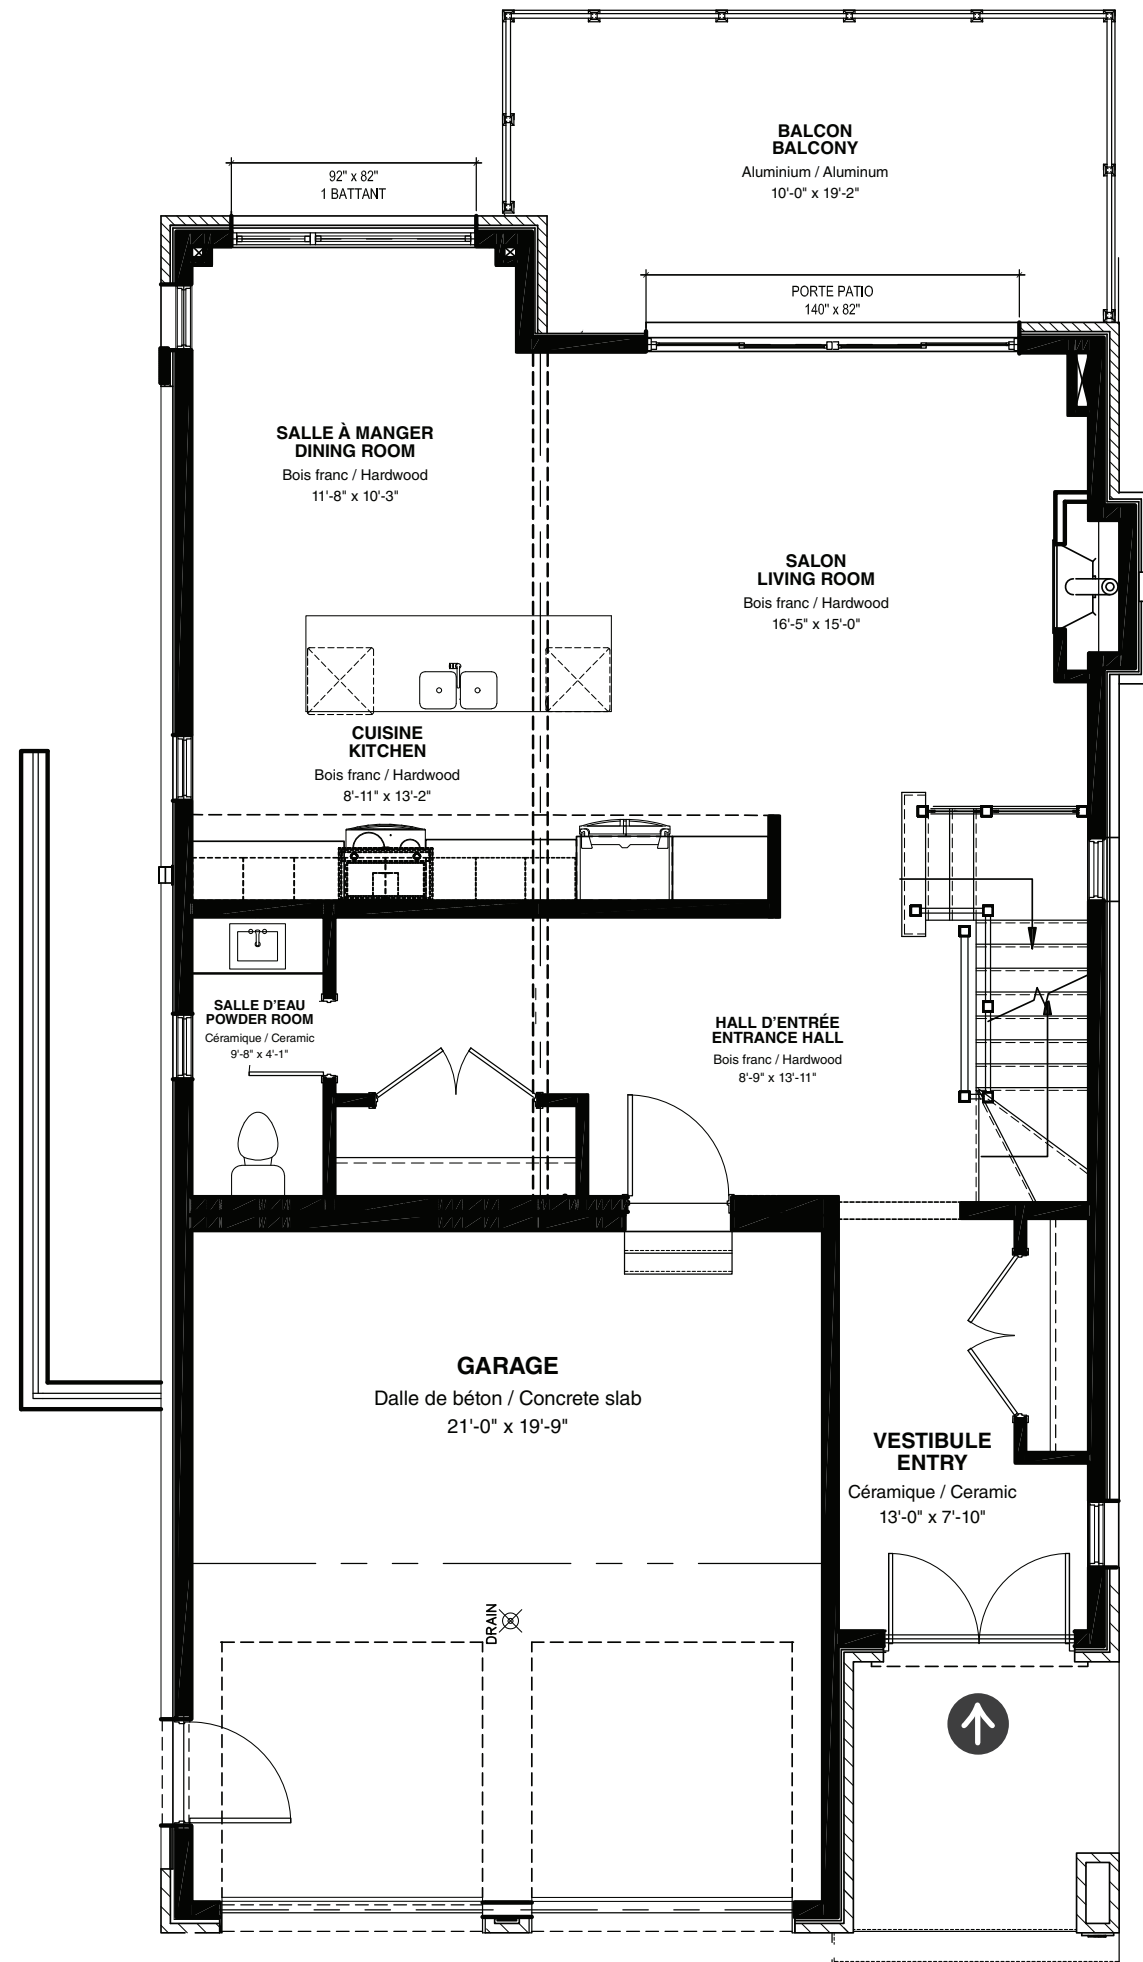 BALCON
BALCONY
Aluminium / Aluminum
10'-0" x 19'-2"
92" x 82"
1 BATTANT
PORTE PATIO
140" x 82"
SALLE À MANGER
DINING ROOM
Bois franc / Hardwood
11'-8" x 10'-3"
SALON
LIVING ROOM
Bois franc / Hardwood
16'-5" x 15'-0"
CUISINE
KITCHEN
Bois franc / Hardwood
8'-11" x 13'-2"
SALLE D'EAU
POWDER ROOM
Céramique / Ceramic
9'-8" x 4'-1"
HALL D'ENTRÉE
ENTRANCE HALL
Bois franc / Hardwood
8'-9" x 13'-11"
GARAGE
Dalle de béton / Concrete slab
21'-0" x 19'-9"
VESTIBULE
ENTRY
Céramique / Ceramic
13'-0" x 7'-10"
DRAIN